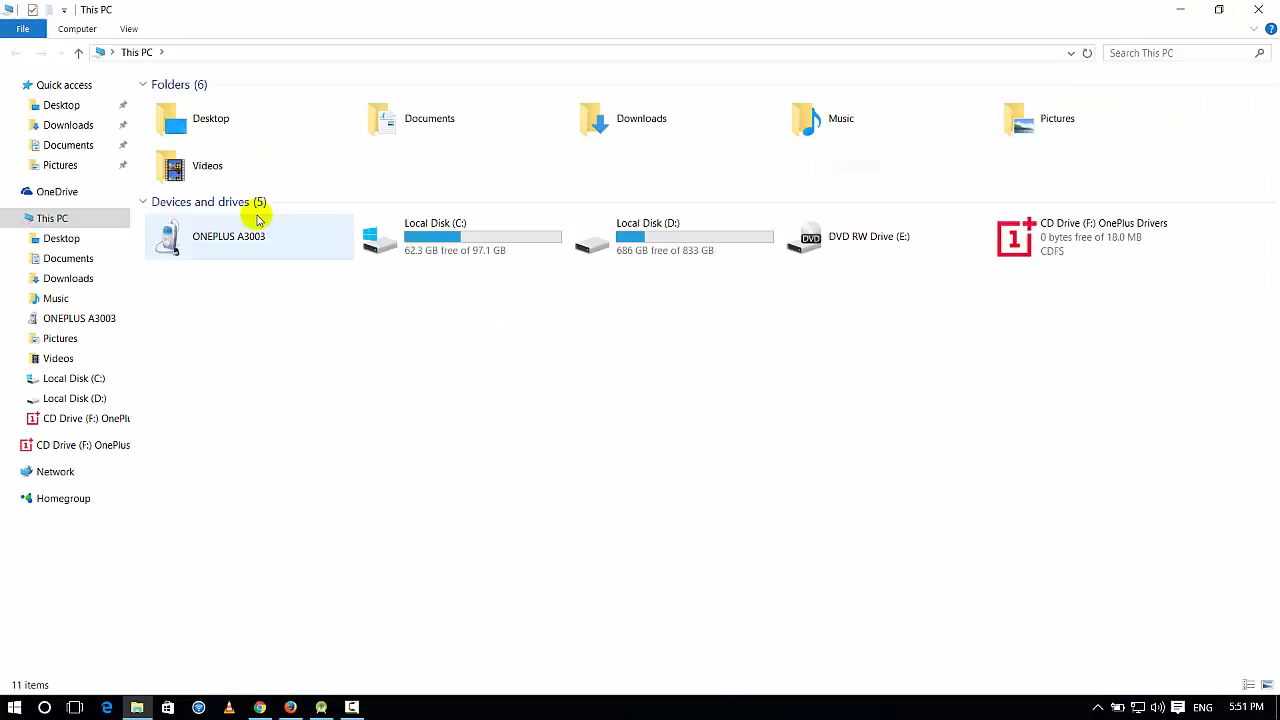 This PC
File Computer View
This PC
Search This PC
Quick access
Desktop
Downloads
Documents
Pictures
OneDrive
This PC
Desktop
Documents
Downloads
Music
ONEPLUS A3003
Pictures
Videos
Local Disk (C:)
Local Disk (D:)
CD Drive (F:) OnePlu
CD Drive (F:) OnePlus
Network
Homegroup
Folders (6)
Desktop
Documents
Downloads
Music
Pictures
Videos
Devices and drives (5)
ONEPLUS A3003
Local Disk (C:)
62.3 GB free of 97.1 GB
Local Disk (D:)
686 GB free of 833 GB
DVD
DVD RW Drive (E:)
CD Drive (F:) OnePlus Drivers
0 bytes free of 18.0 MB
CDFS
11 items
ENG
5:51 PM